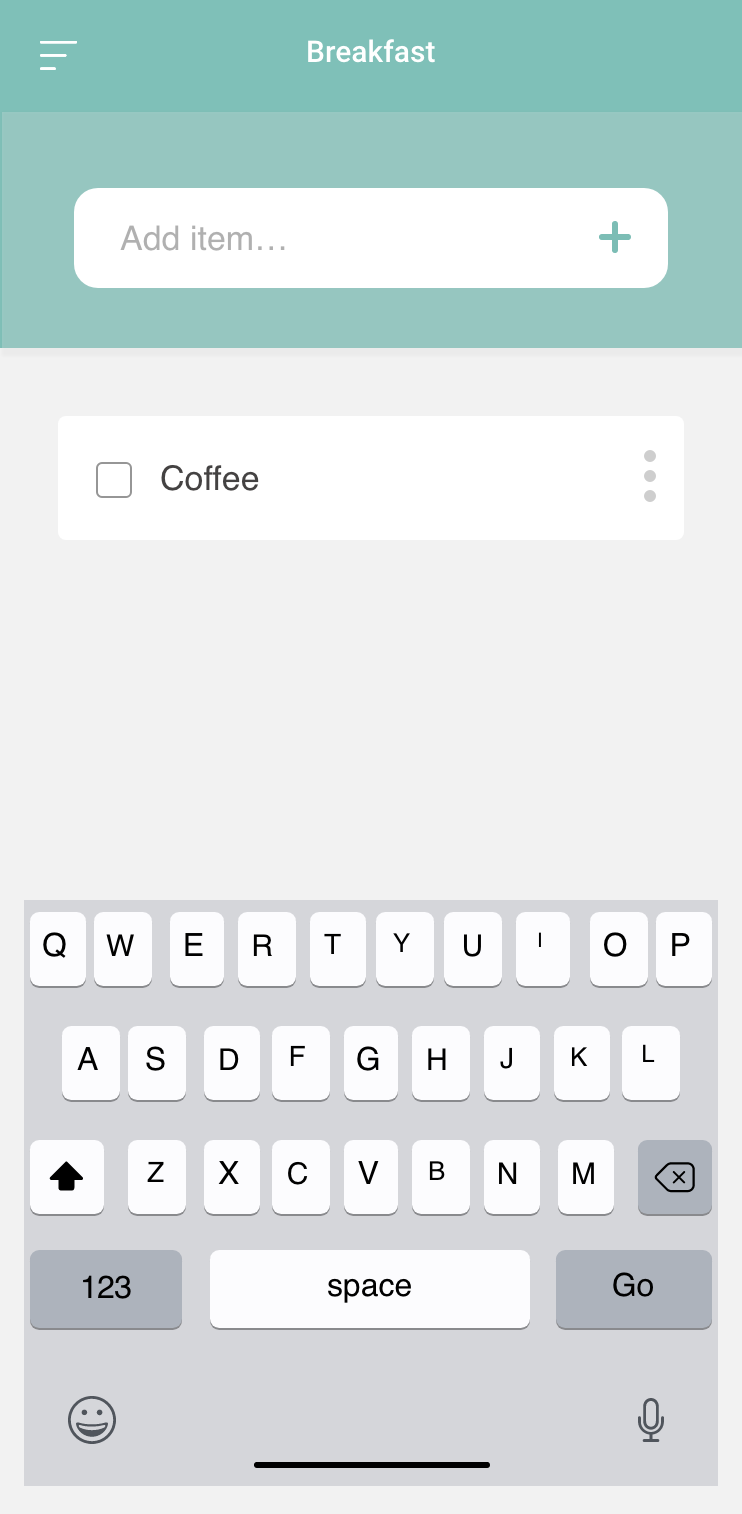 Breakfast
Add item…
Coffee
Q W E R T Y U I O P
A S D F G H J K L
Z X C V B N M
123 space Go